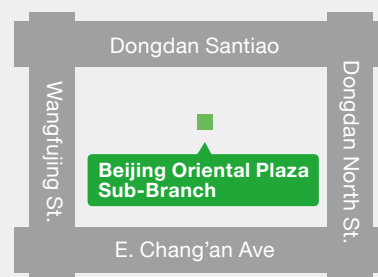 Dongdan Santiao
Wangfujing St.
Dongdan North St.
Beijing Oriental Plaza
Sub-Branch
E. Chang'an Ave